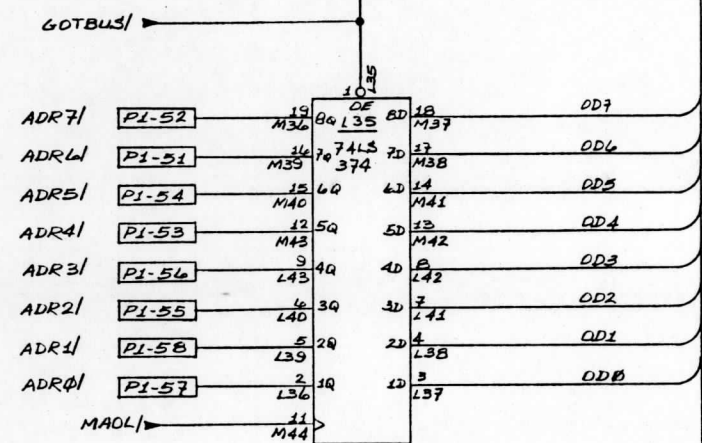 GOTBUS/
1 L35
OE
ADR7/ P1-52 19 M36 8Q L35 8D 18 M37 OD7
ADR6/ P1-51 16 M39 7Q 74LS 374 7D 17 M38 OD6
ADR5/ P1-54 15 M40 6Q 6D 14 M41 OD5
ADR4/ P1-53 12 M43 5Q 5D 13 M42 OD4
ADR3/ P1-56 9 L43 4Q 4D 8 L42 OD3
ADR2/ P1-55 6 L40 3Q 3D 7 L41 OD2
ADR1/ P1-58 5 L39 2Q 2D 4 L38 OD1
ADRØ/ P1-57 2 L36 1Q 1D 3 L37 ODØ
MAOL/ 11 M44